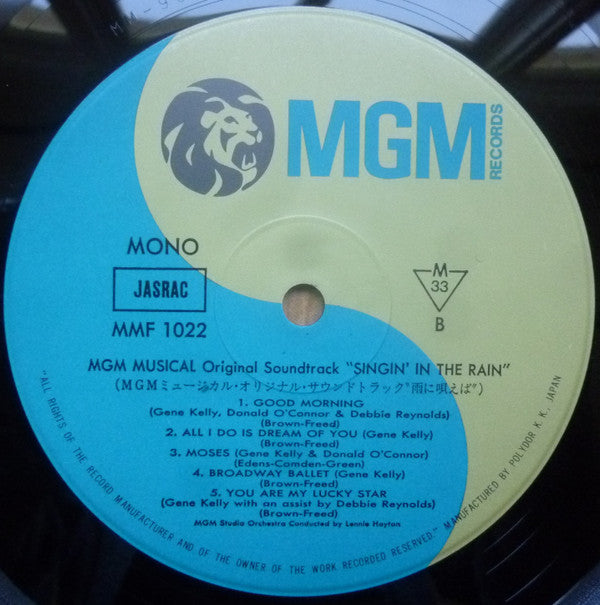 MGM
RECORDS
MONO
JASRAC
MMF 1022
M
33
B
MGM MUSICAL Original Soundtrack "SINGIN' IN THE RAIN"
(MGMミュージカル・オリジナル・サウンドトラック"雨に唄えば")
1. GOOD MORNING
(Gene Kelly, Donald O'Connor & Debbie Reynolds)
(Brown-Freed)
2. ALL I DO IS DREAM OF YOU (Gene Kelly)
(Brown-Freed)
3. MOSES (Gene Kelly & Donald O'Connor)
(Edens-Comden-Green)
4. BROADWAY BALLET (Gene Kelly)
(Brown-Freed)
5. YOU ARE MY LUCKY STAR
(Gene Kelly with an assist by Debbie Reynolds)
(Brown-Freed)
MGM Studio Orchestra Conducted by Lennie Hayton
"ALL RIGHTS OF THE RECORD MANUFACTURER AND OF THE OWNER OF THE WORK RECORDED RESERVED." MANUFACTURED BY POLYDOR K. K., JAPAN